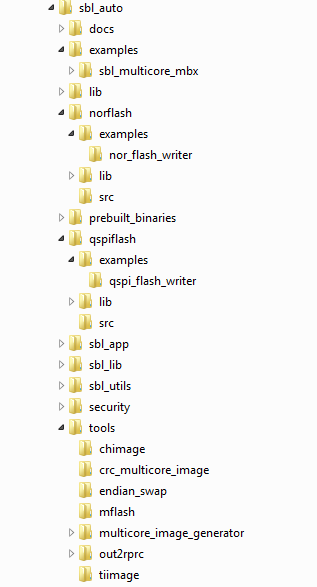 sbl_auto
docs
examples
sbl_multicore_mbx
lib
norflash
examples
nor_flash_writer
lib
src
prebuilt_binaries
qspiflash
examples
qspi_flash_writer
lib
src
sbl_app
sbl_lib
sbl_utils
security
tools
chimage
crc_multicore_image
endian_swap
mflash
multicore_image_generator
out2rprc
tiimage